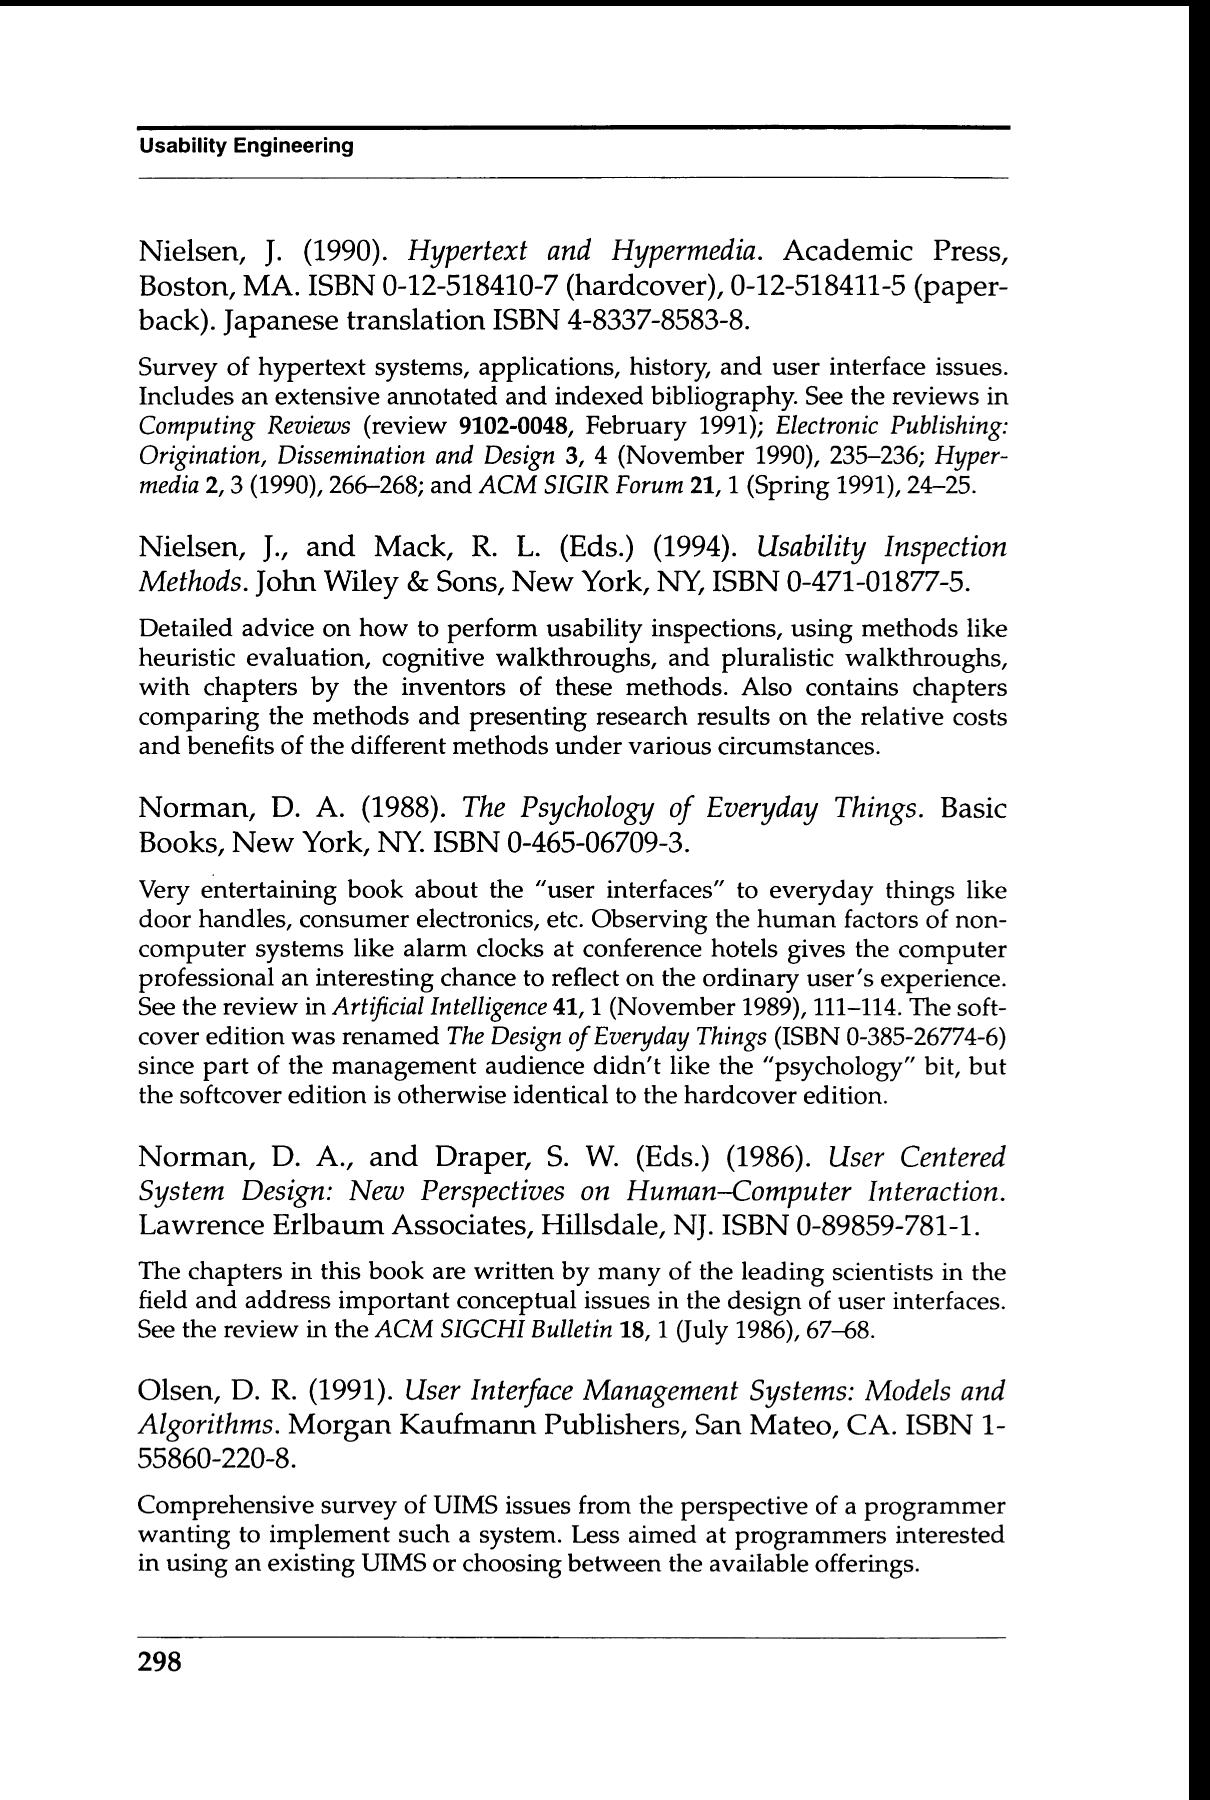 Usability Engineering
Nielsen, J. (1990). Hypertext and Hypermedia. Academic Press,
Boston, MA. ISBN 0-12-518410-7 (hardcover), 0-12-518411-5 (paper-
back). Japanese translation ISBN 4-8337-8583-8.
Survey of hypertext systems, applications, history, and user interface issues.
Includes an extensive annotated and indexed bibliography. See the reviews in
Computing Reviews (review 9102-0048, February 1991); Electronic Publishing:
Origination, Dissemination and Design 3, 4 (November 1990), 235–236; Hyper-
media 2, 3 (1990), 266–268; and ACM SIGIR Forum 21, 1 (Spring 1991), 24–25.
Nielsen, J., and Mack, R. L. (Eds.) (1994). Usability Inspection
Methods. John Wiley & Sons, New York, NY, ISBN 0-471-01877-5.
Detailed advice on how to perform usability inspections, using methods like
heuristic evaluation, cognitive walkthroughs, and pluralistic walkthroughs,
with chapters by the inventors of these methods. Also contains chapters
comparing the methods and presenting research results on the relative costs
and benefits of the different methods under various circumstances.
Norman, D. A. (1988). The Psychology of Everyday Things. Basic
Books, New York, NY. ISBN 0-465-06709-3.
Very entertaining book about the "user interfaces" to everyday things like
door handles, consumer electronics, etc. Observing the human factors of non-
computer systems like alarm clocks at conference hotels gives the computer
professional an interesting chance to reflect on the ordinary user's experience.
See the review in Artificial Intelligence 41, 1 (November 1989), 111–114. The soft-
cover edition was renamed The Design of Everyday Things (ISBN 0-385-26774-6)
since part of the management audience didn't like the "psychology" bit, but
the softcover edition is otherwise identical to the hardcover edition.
Norman, D. A., and Draper, S. W. (Eds.) (1986). User Centered
System Design: New Perspectives on Human–Computer Interaction.
Lawrence Erlbaum Associates, Hillsdale, NJ. ISBN 0-89859-781-1.
The chapters in this book are written by many of the leading scientists in the
field and address important conceptual issues in the design of user interfaces.
See the review in the ACM SIGCHI Bulletin 18, 1 (July 1986), 67–68.
Olsen, D. R. (1991). User Interface Management Systems: Models and
Algorithms. Morgan Kaufmann Publishers, San Mateo, CA. ISBN 1-
55860-220-8.
Comprehensive survey of UIMS issues from the perspective of a programmer
wanting to implement such a system. Less aimed at programmers interested
in using an existing UIMS or choosing between the available offerings.
298